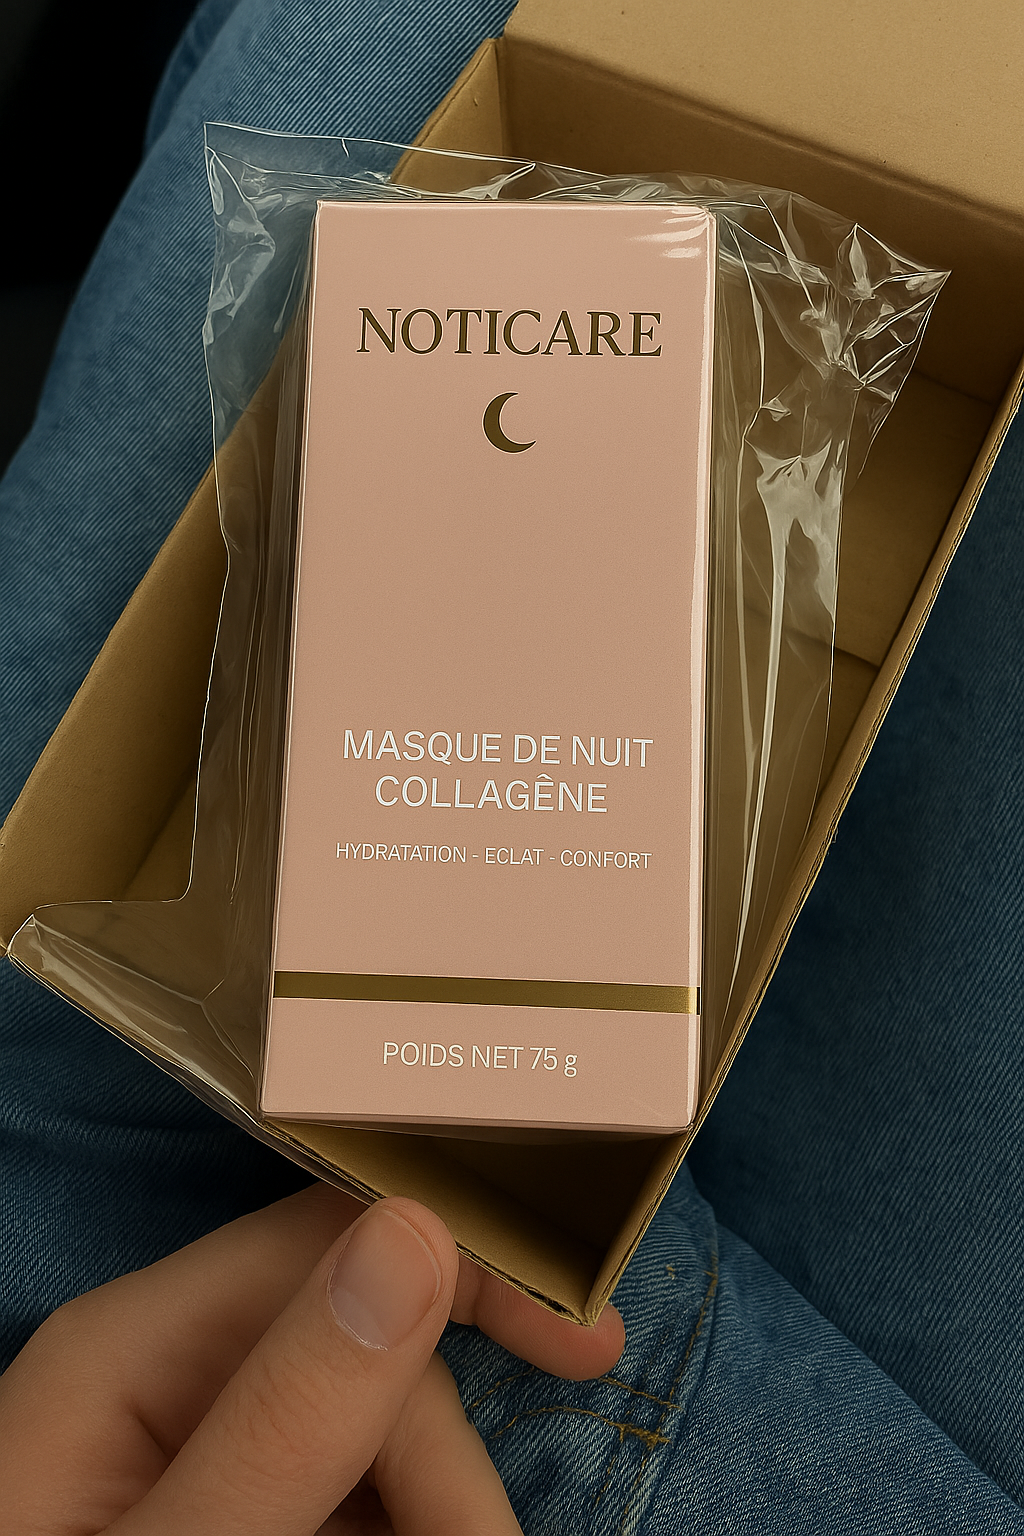 NOTICARE
MASQUE DE NUIT
COLLAGÊNE
HYDRATATION - ECLAT - CONFORT
POIDS NET 75 g